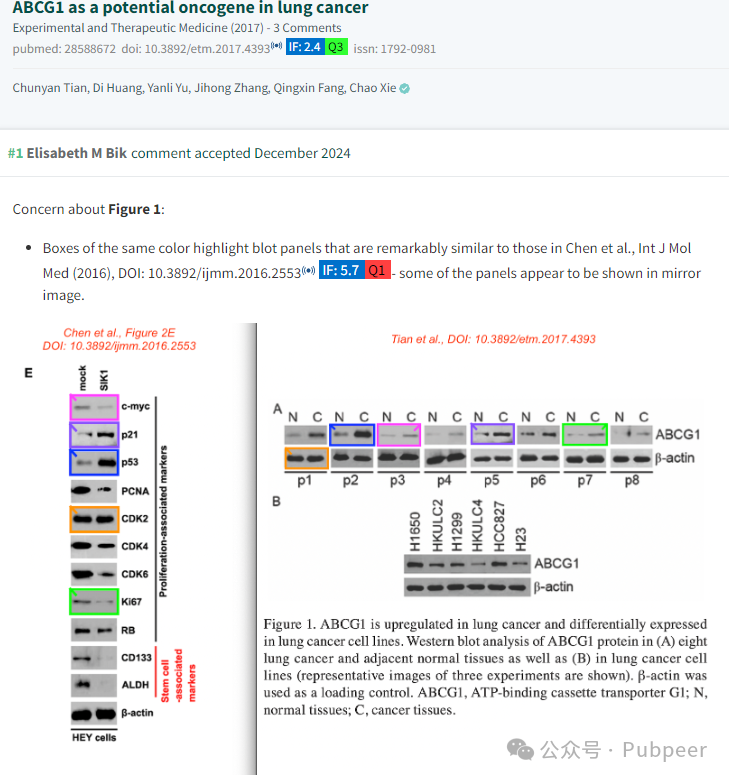 ABCG1 as a potential oncogene in lung cancer
Experimental and Therapeutic Medicine (2017) - 3 Comments
pubmed: 28588672 doi: 10.3892/etm.2017.4393 IF: 2.4 Q3 issn: 1792-0981
Chunyan Tian, Di Huang, Yanli Yu, Jihong Zhang, Qingxin Fang, Chao Xie
#1 Elisabeth M Bik comment accepted December 2024
Concern about Figure 1:
• Boxes of the same color highlight blot panels that are remarkably similar to those in Chen et al., Int J Mol
Med (2016), DOI: 10.3892/ijmm.2016.2553 IF: 5.7 Q1 - some of the panels appear to be shown in mirror
image.
Chen et al., Figure 2E
DOI: 10.3892/ijmm.2016.2553
E
mock
SIK1
c-myc
p21
p53
PCNA
CDK2
CDK4
CDK6
Ki67
RB
CD133
ALDH
β-actin
Proliferation-associated markers
Stem cell
-associated
markers
HEY cells
Tian et al., DOI: 10.3892/etm.2017.4393
A
N C N C N C N C N C N C N C N C
ABCG1
β-actin
p1 p2 p3 p4 p5 p6 p7 p8
B
H1650
HKULC2
H1299
HKULC4
HCC827
H23
ABCG1
β-actin
Figure 1. ABCG1 is upregulated in lung cancer and differentially expressed
in lung cancer cell lines. Western blot analysis of ABCG1 protein in (A) eight
lung cancer and adjacent normal tissues as well as (B) in lung cancer cell
lines (representative images of three experiments are shown). β-actin was
used as a loading control. ABCG1, ATP-binding cassette transporter G1; N,
normal tissues; C, cancer tissues.
公众号 · Pubpeer